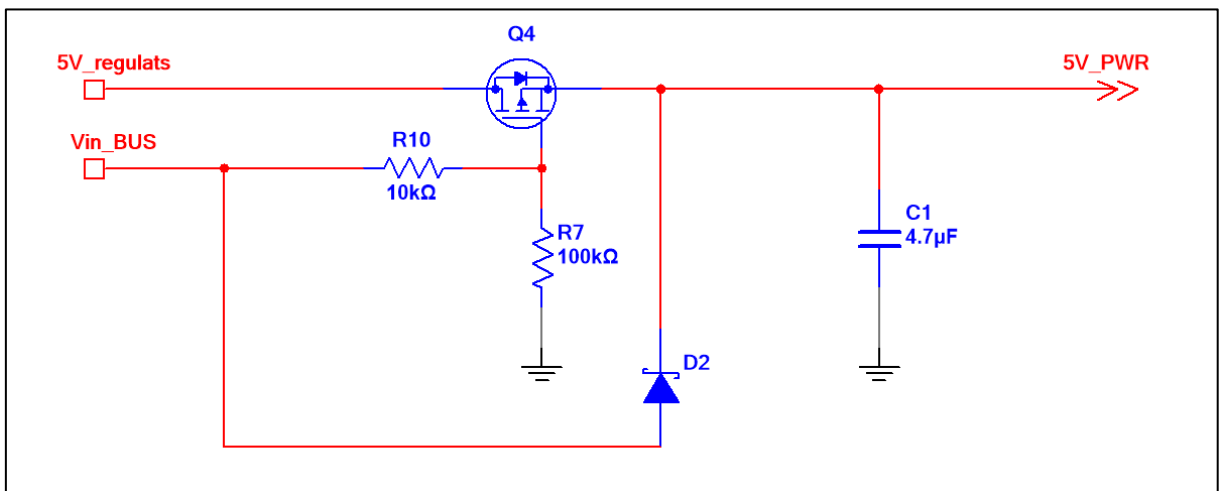 Q4
5V_regulats
5V_PWR
Vin_BUS
R10
10kΩ
R7
100kΩ
C1
4.7µF
D2